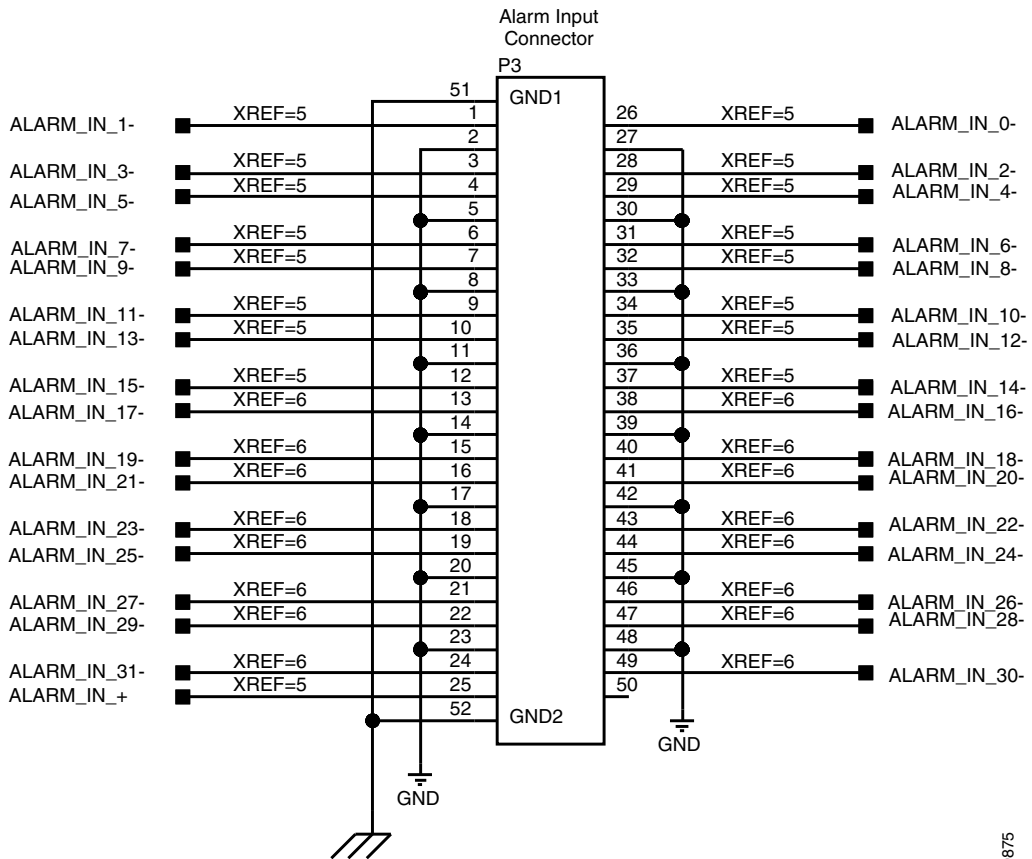 Alarm Input
Connector
P3
51 GND1
ALARM_IN_1- XREF=5 1 26 XREF=5 ALARM_IN_0-
2 27
ALARM_IN_3- XREF=5 3 28 XREF=5 ALARM_IN_2-
ALARM_IN_5- XREF=5 4 29 XREF=5 ALARM_IN_4-
5 30
ALARM_IN_7- XREF=5 6 31 XREF=5 ALARM_IN_6-
ALARM_IN_9- XREF=5 7 32 XREF=5 ALARM_IN_8-
8 33
ALARM_IN_11- XREF=5 9 34 XREF=5 ALARM_IN_10-
ALARM_IN_13- XREF=5 10 35 XREF=5 ALARM_IN_12-
11 36
ALARM_IN_15- XREF=5 12 37 XREF=5 ALARM_IN_14-
ALARM_IN_17- XREF=6 13 38 XREF=6 ALARM_IN_16-
14 39
ALARM_IN_19- XREF=6 15 40 XREF=6 ALARM_IN_18-
ALARM_IN_21- XREF=6 16 41 XREF=6 ALARM_IN_20-
17 42
ALARM_IN_23- XREF=6 18 43 XREF=6 ALARM_IN_22-
ALARM_IN_25- XREF=6 19 44 XREF=6 ALARM_IN_24-
20 45
ALARM_IN_27- XREF=6 21 46 XREF=6 ALARM_IN_26-
ALARM_IN_29- XREF=6 22 47 XREF=6 ALARM_IN_28-
23 48
ALARM_IN_31- XREF=6 24 49 XREF=6 ALARM_IN_30-
ALARM_IN_+ XREF=5 25 50
52 GND2
GND
GND
875